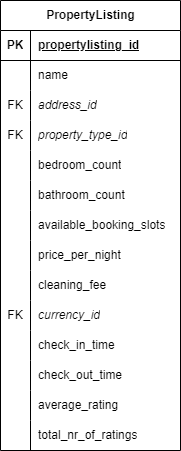 PropertyListing
PK propertylisting_id
name
FK address_id
FK property_type_id
bedroom_count
bathroom_count
available_booking_slots
price_per_night
cleaning_fee
FK currency_id
check_in_time
check_out_time
average_rating
total_nr_of_ratings